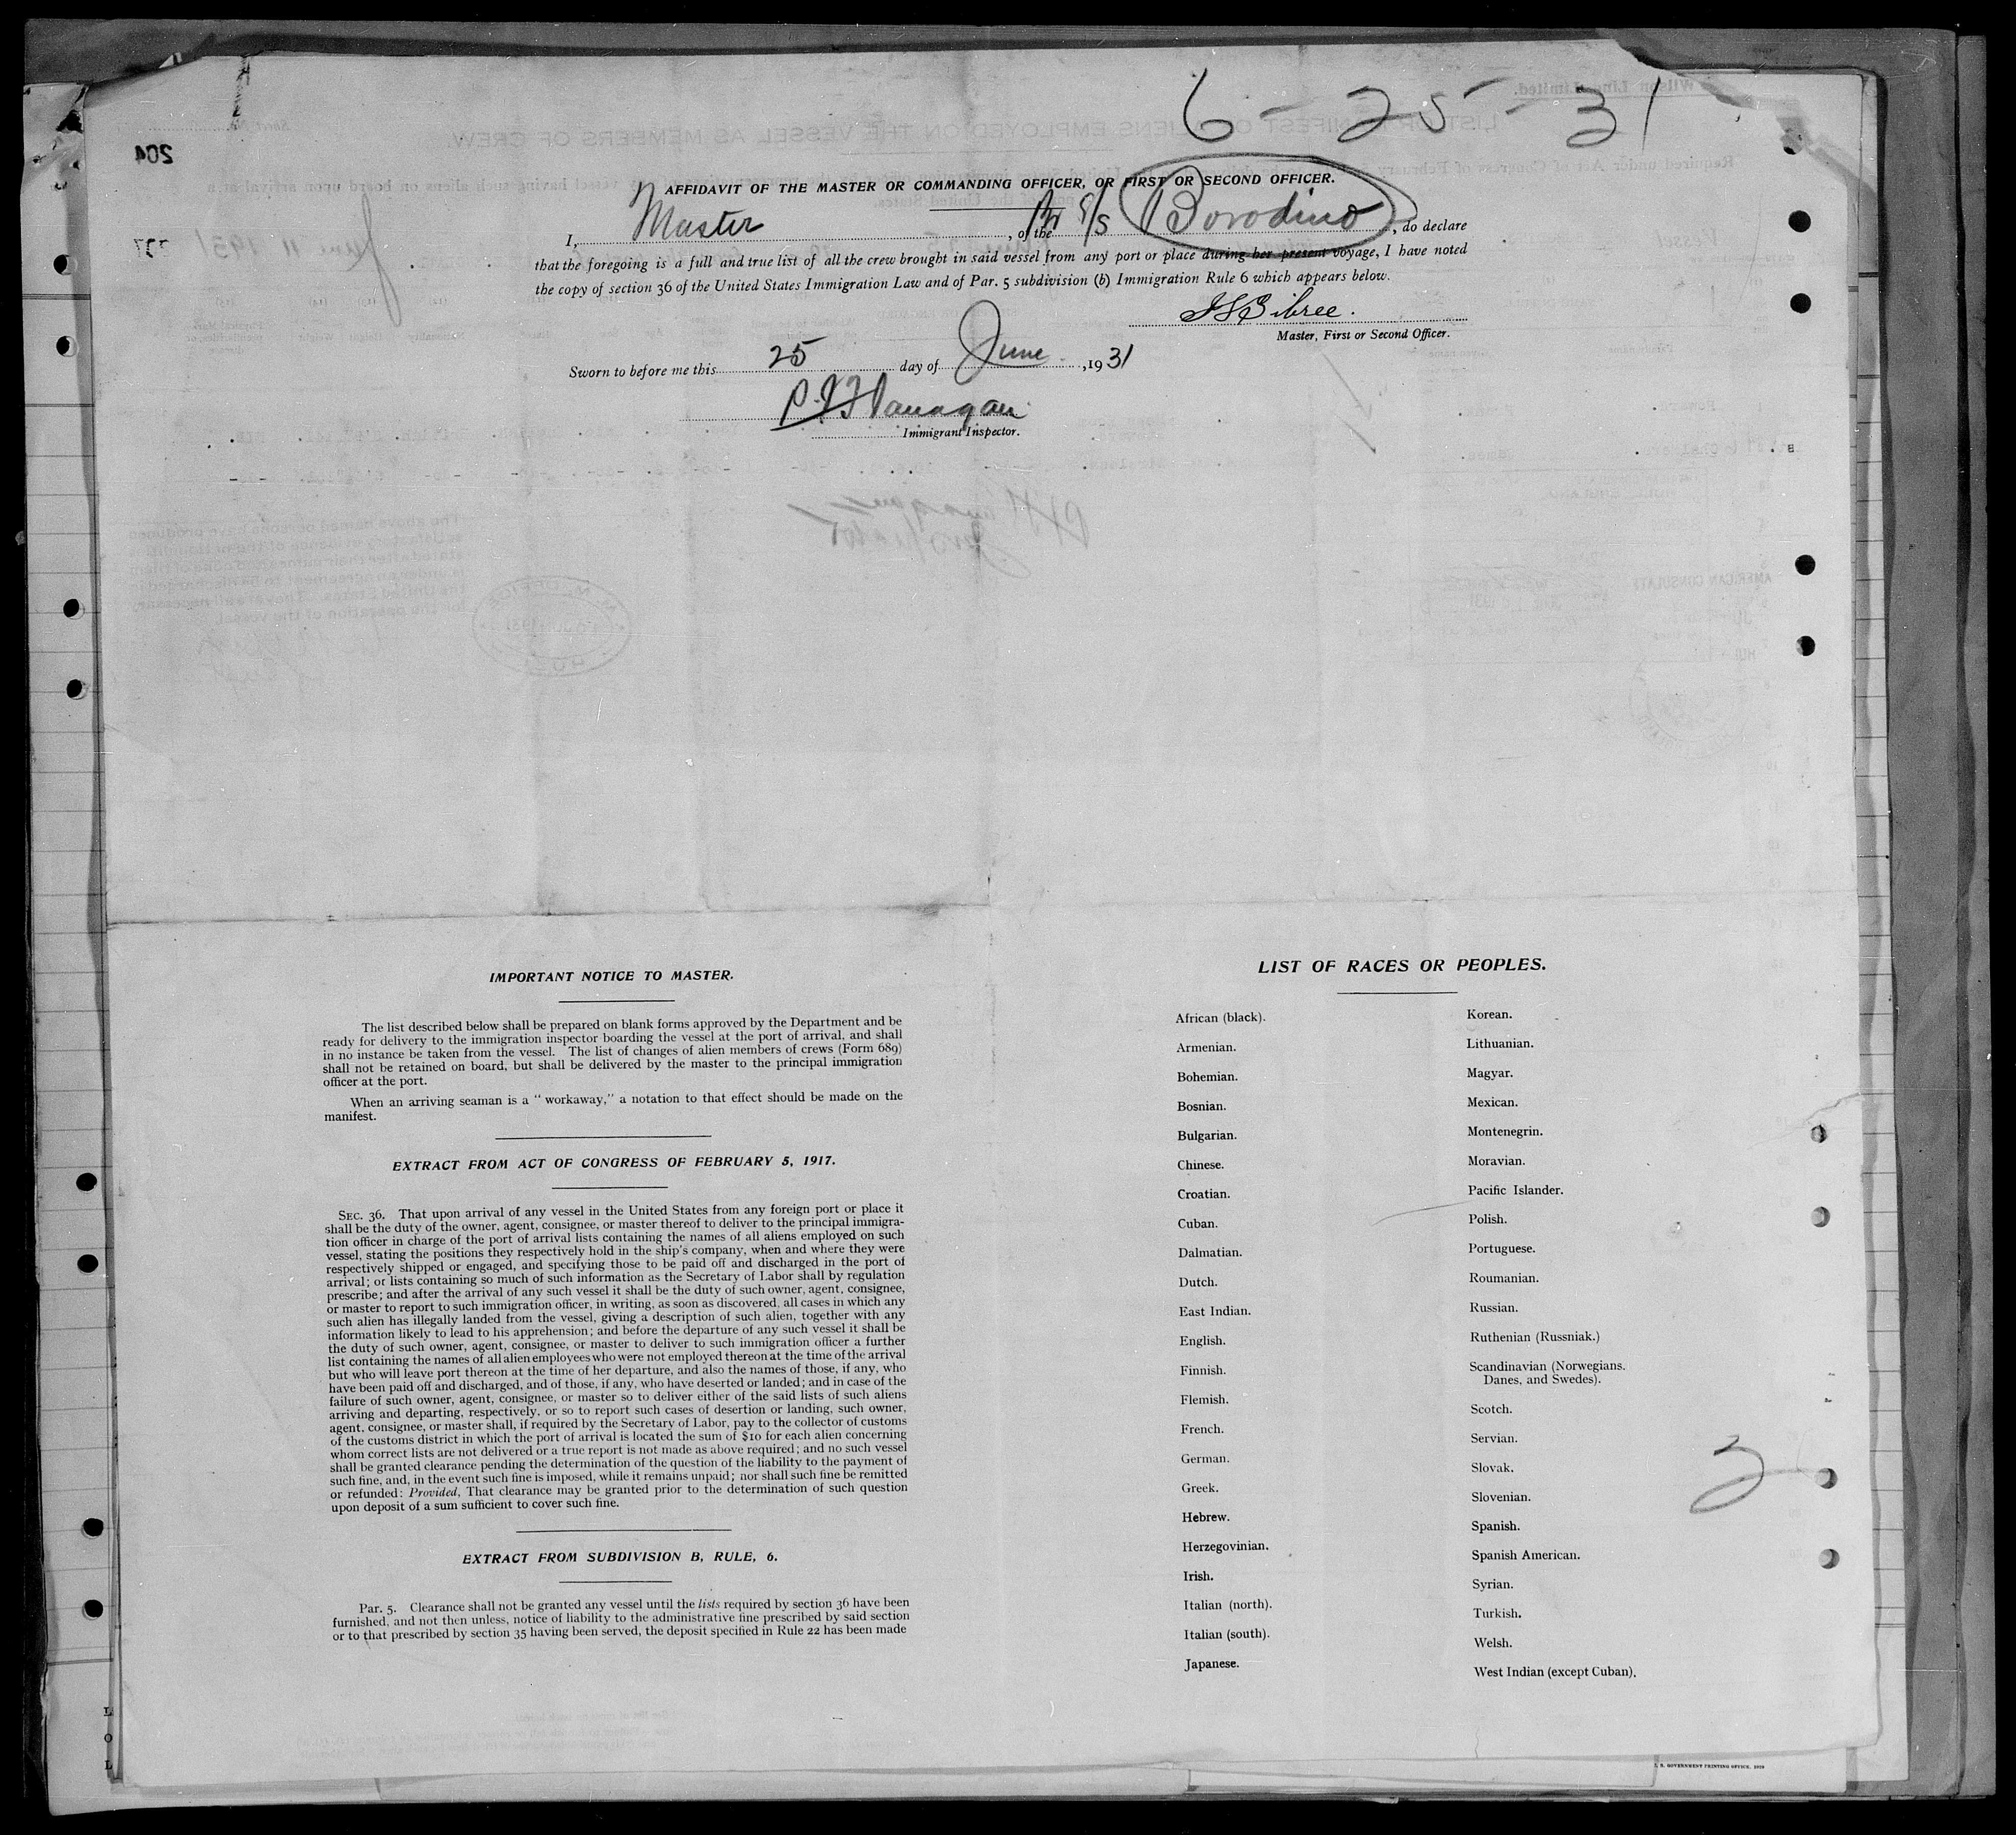 6-25-31
AFFIDAVIT OF THE MASTER OR COMMANDING OFFICER, OR FIRST OR SECOND OFFICER.
I, Master, of the Br S/S Borodino, do declare
that the foregoing is a full and true list of all the crew brought in said vessel from any port or place during her present voyage, I have noted
the copy of section 36 of the United States Immigration Law and of Par. 5 subdivision (b) Immigration Rule 6 which appears below.
Master, First or Second Officer.
Sworn to before me this 25 day of June, 1931
P. J. Flanagan
Immigrant Inspector.
IMPORTANT NOTICE TO MASTER.
The list described below shall be prepared on blank forms approved by the Department and be
ready for delivery to the immigration inspector boarding the vessel at the port of arrival, and shall
in no instance be taken from the vessel. The list of changes of alien members of crews (Form 689)
shall not be retained on board, but shall be delivered by the master to the principal immigration
officer at the port.
When an arriving seaman is a "workaway," a notation to that effect should be made on the
manifest.
EXTRACT FROM ACT OF CONGRESS OF FEBRUARY 5, 1917.
SEC. 36. That upon arrival of any vessel in the United States from any foreign port or place it
shall be the duty of the owner, agent, consignee, or master thereof to deliver to the principal immigra-
tion officer in charge of the port of arrival lists containing the names of all aliens employed on such
vessel, stating the positions they respectively hold in the ship's company, when and where they were
respectively shipped or engaged, and specifying those to be paid off and discharged in the port of
arrival; or lists containing so much of such information as the Secretary of Labor shall by regulation
prescribe; and after the arrival of any such vessel it shall be the duty of such owner, agent, consignee,
or master to report to such immigration officer, in writing, as soon as discovered, all cases in which any
such alien has illegally landed from the vessel, giving a description of such alien, together with any
information likely to lead to his apprehension; and before the departure of any such vessel it shall be
the duty of such owner, agent, consignee, or master to deliver to such immigration officer a further
list containing the names of all alien employees who were not employed thereon at the time of the arrival
but who will leave port thereon at the time of her departure, and also the names of those, if any, who
have been paid off and discharged, and of those, if any, who have deserted or landed; and in case of the
failure of such owner, agent, consignee, or master so to deliver either of the said lists of such aliens
arriving and departing, respectively, or so to report such cases of desertion or landing, such owner,
agent, consignee, or master shall, if required by the Secretary of Labor, pay to the collector of customs
of the customs district in which the port of arrival is located the sum of $10 for each alien concerning
whom correct lists are not delivered or a true report is not made as above required; and no such vessel
shall be granted clearance pending the determination of the question of the liability to the payment of
such fine, and, in the event such fine is imposed, while it remains unpaid; nor shall such fine be remitted
or refunded: Provided, That clearance may be granted prior to the determination of such question
upon deposit of a sum sufficient to cover such fine.
EXTRACT FROM SUBDIVISION B, RULE, 6.
Par. 5. Clearance shall not be granted any vessel until the lists required by section 36 have been
furnished, and not then unless, notice of liability to the administrative fine prescribed by said section
or to that prescribed by section 35 having been served, the deposit specified in Rule 22 has been made
LIST OF RACES OR PEOPLES.
African (black).
Armenian.
Bohemian.
Bosnian.
Bulgarian.
Chinese.
Croatian.
Cuban.
Dalmatian.
Dutch.
East Indian.
English.
Finnish.
Flemish.
French.
German.
Greek.
Hebrew.
Herzegovinian.
Irish.
Italian (north).
Italian (south).
Japanese.
Korean.
Lithuanian.
Magyar.
Mexican.
Montenegrin.
Moravian.
Pacific Islander.
Polish.
Portuguese.
Roumanian.
Russian.
Ruthenian (Russniak.)
Scandinavian (Norwegians.
Danes, and Swedes).
Scotch.
Servian.
Slovak.
Slovenian.
Spanish.
Spanish American.
Syrian.
Turkish.
Welsh.
West Indian (except Cuban).